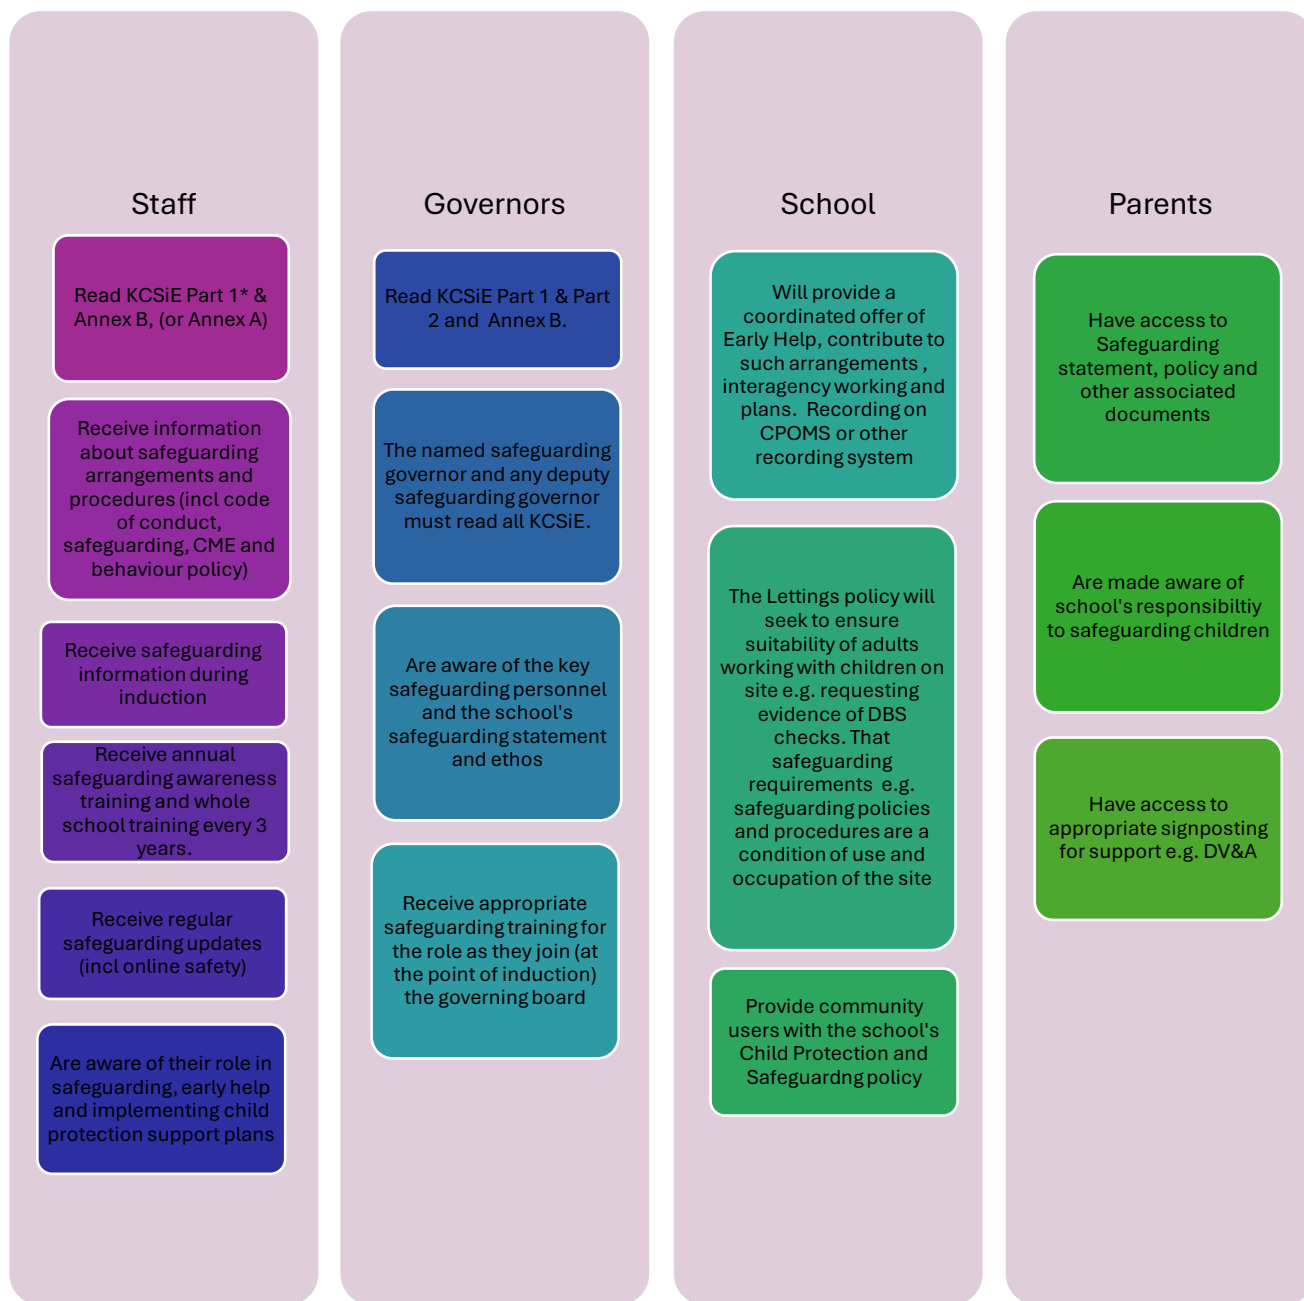 Staff
Read KCSiE Part 1* &
Annex B, (or Annex A)
Receive information
about safeguarding
arrangements and
procedures (incl code
of conduct,
safeguarding, CME and
behaviour policy)
Receive safeguarding
information during
induction
Receive annual
safeguarding awareness
training and whole
school training every 3
years.
Receive regular
safeguarding updates
(incl online safety)
Are aware of their role in
safeguarding, early help
and implementing child
protection support plans
Governors
Read KCSiE Part 1 & Part
2 and Annex B.
The named safeguarding
governor and any deputy
safeguarding governor
must read all KCSiE.
Are aware of the key
safeguarding personnel
and the school's
safeguarding statement
and ethos
Receive appropriate
safeguarding training for
the role as they join (at
the point of induction)
the governing board
School
Will provide a
coordinated offer of
Early Help, contribute to
such arrangements ,
interagency working and
plans. Recording on
CPOMS or other
recording system
The Lettings policy will
seek to ensure
suitability of adults
working with children on
site e.g. requesting
evidence of DBS
checks. That
safeguarding
requirements e.g.
safeguarding policies
and procedures are a
condition of use and
occupation of the site
Provide community
users with the school's
Child Protection and
Safeguardng policy
Parents
Have access to
Safeguarding
statement, policy and
other associated
documents
Are made aware of
school's responsibiltiy
to safeguarding children
Have access to
appropriate signposting
for support e.g. DV&A